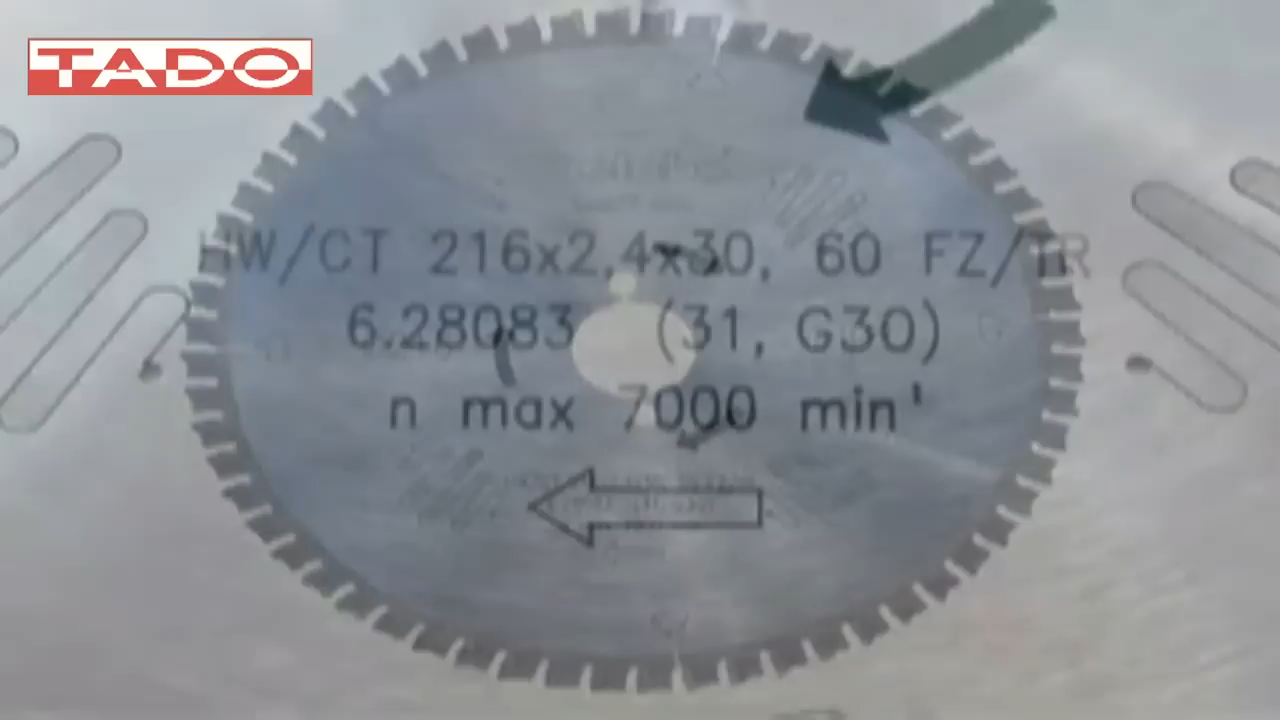 TADO
HW/CT 216x2,4x30, 60 FZ/TR
6.28083 (31, G30)
n max 7000 min'